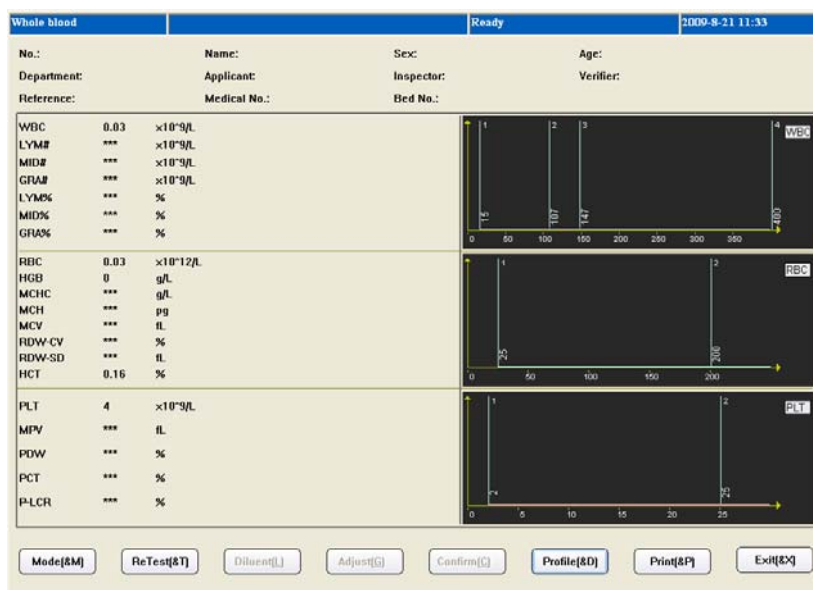 Whole blood Ready 2009-8-21 11:33
No.: Name: Sex: Age:
Department: Applicant: Inspector: Verifier:
Reference: Medical No.: Bed No.:
WBC 0.03 ×10^9/L
LYM# *** ×10^9/L
MID# *** ×10^9/L
GRA# *** ×10^9/L
LYM% *** %
MID% *** %
GRA% *** %
1 2 3 4 WBC
15 107 147 400
0 50 100 150 200 250 300 350
RBC 0.03 ×10^12/L
HGB 0 g/L
MCHC *** g/L
MCH *** pg
MCV *** fL
RDW-CV *** %
RDW-SD *** fL
HCT 0.16 %
1 2 RBC
25 200
0 50 100 150 200
PLT 4 ×10^9/L
MPV *** fL
PDW *** %
PCT *** %
P-LCR *** %
1 2 PLT
2 25
0 5 10 15 20 25
Mode(&M) ReTest(&T) Diluent(L) Adjust(G) Confirm(C) Profile(&D) Print(&P) Exit(&X)